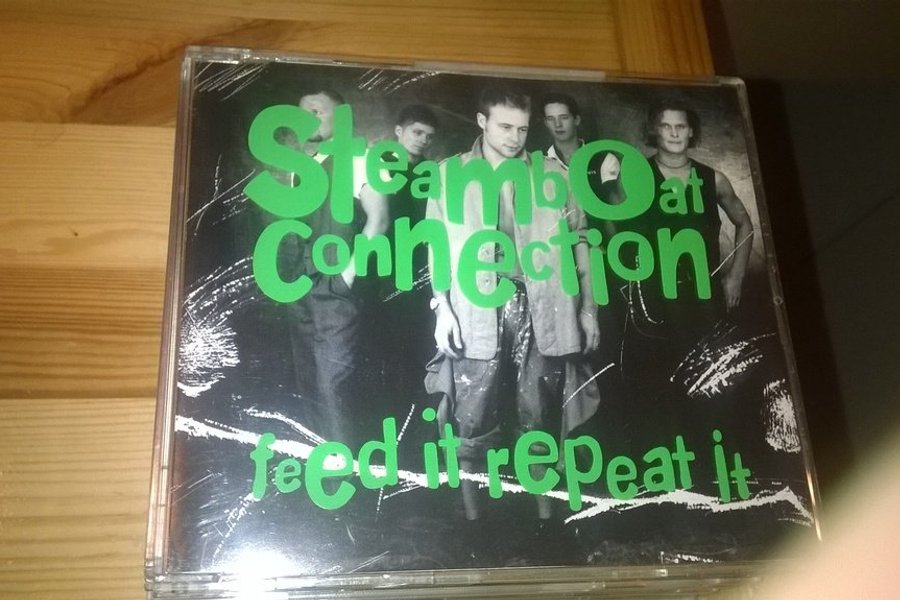 Steamboat
Connection
feed it repeat it